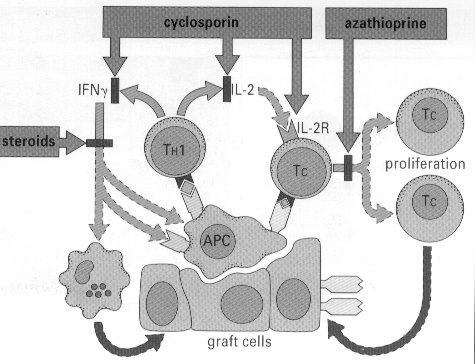 cyclosporin
azathioprine
IFNγ
IL-2
IL-2R
steroids
TH1
TC
TC
proliferation
TC
APC
graft cells